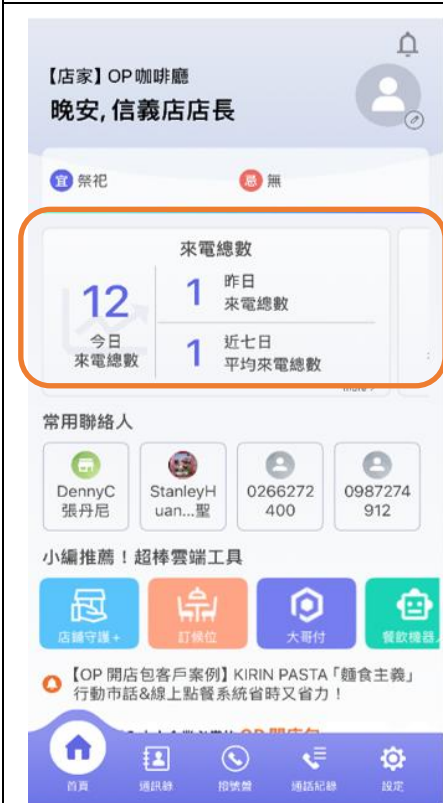 【店家】OP咖啡廳
晚安, 信義店店長
宜 祭祀
忌 無
來電總數
12
今日
來電總數
1
昨日
來電總數
1
近七日
平均來電總數
常用聯絡人
DennyC
張丹尼
StanleyH
uan...聖
0266272
400
0987274
912
小編推薦！超棒雲端工具
店鋪守護+
訂候位
大哥付
餐飲機器
【OP 開店包客戶案例】KIRIN PASTA「麵食主義」
行動市話&線上點餐系統省時又省力！
OP 開店包
首頁
通訊錄
撥號盤
通話紀錄
設定